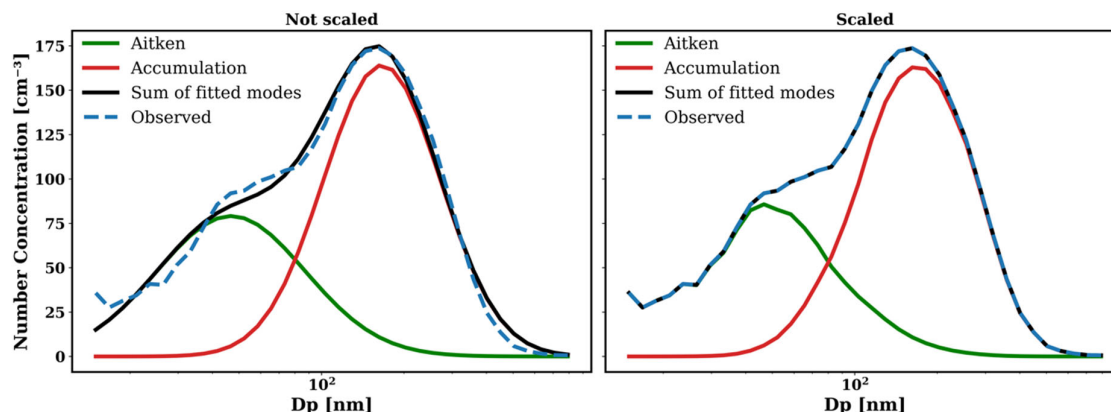 Not scaled
Number Concentration [cm⁻³]
175
150
125
100
75
50
25
0
Aitken
Accumulation
Sum of fitted modes
Observed
10²
Dp [nm]
Scaled
Aitken
Accumulation
Sum of fitted modes
Observed
10²
Dp [nm]